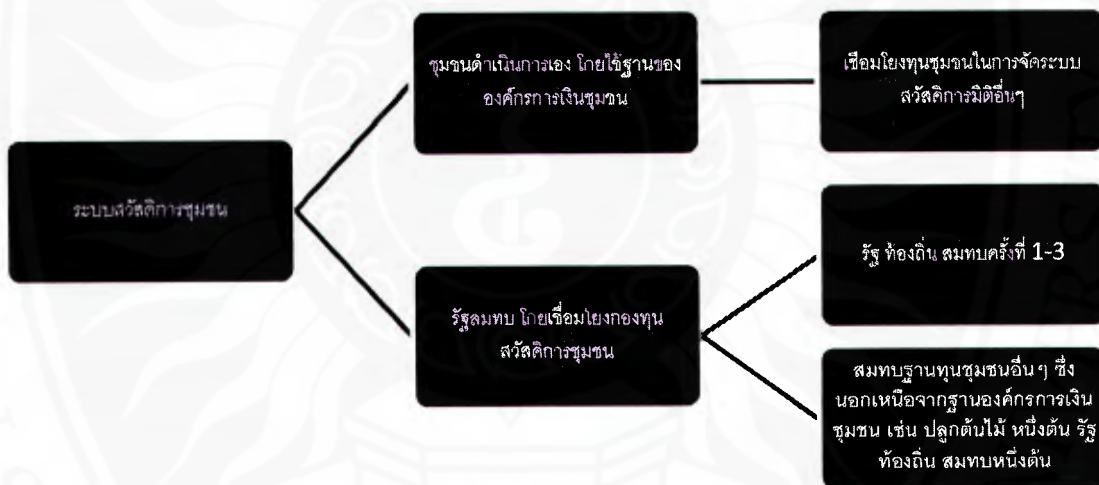 ระบบสวัสดิการชุมชน
ชุมชนดำเนินการเอง โดยใช้ฐานของ
องค์กรการเงินชุมชน
เชื่อมโยงทุนชุมชนในการจัดระบบ
สวัสดิการมิติอื่นๆ
รัฐสมทบ โดยเชื่อมโยงกองทุน
สวัสดิการชุมชน
รัฐ ท้องถิ่น สมทบครั้งที่ 1-3
สมทบฐานทุนชุมชนอื่น ๆ ซึ่ง
นอกเหนือจากฐานองค์กรการเงิน
ชุมชน เช่น ปลูกต้นไม้ หนึ่งต้น รัฐ
ท้องถิ่น สมทบหนึ่งต้น